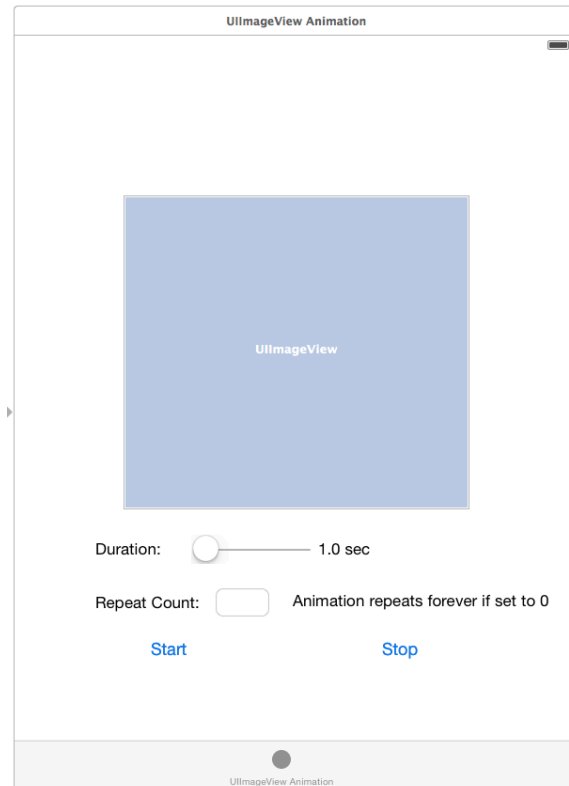 UIImageView Animation
UIImageView
Duration: 1.0 sec
Repeat Count: Animation repeats forever if set to 0
Start Stop
UIImageView Animation